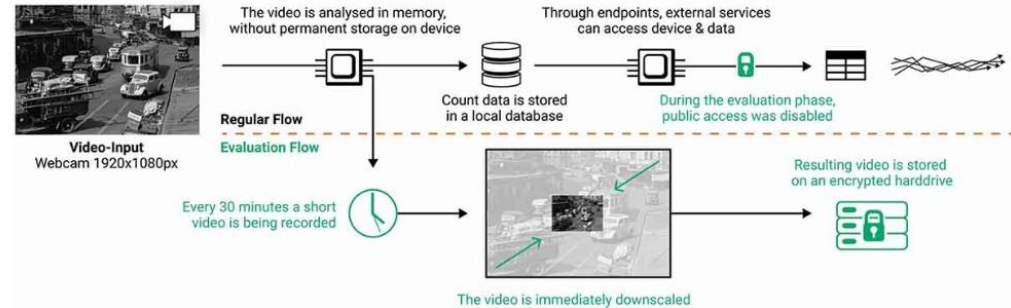 The video is analysed in memory,
without permanent storage on device
Through endpoints, external services
can access device & data
Count data is stored
in a local database
During the evaluation phase,
public access was disabled
Regular Flow
Video-Input
Webcam 1920x1080px
Evaluation Flow
Every 30 minutes a short
video is being recorded
Resulting video is stored
on an encrypted harddrive
The video is immediately downscaled